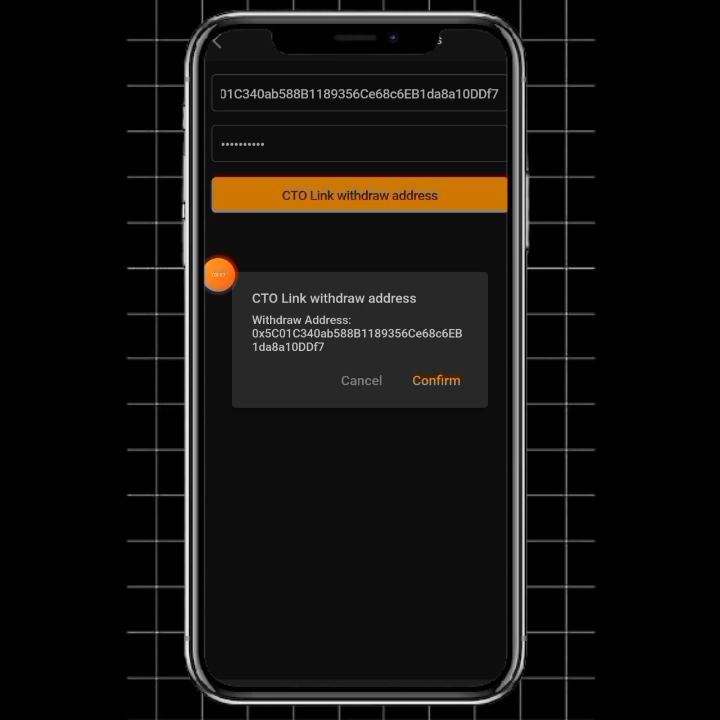 s
01C340ab588B1189356Ce68c6EB1da8a10DDf7
••••••••••
CTO Link withdraw address
CTO Link withdraw address
Withdraw Address:
0x5C01C340ab588B1189356Ce68c6EB
1da8a10DDf7
Cancel Confirm